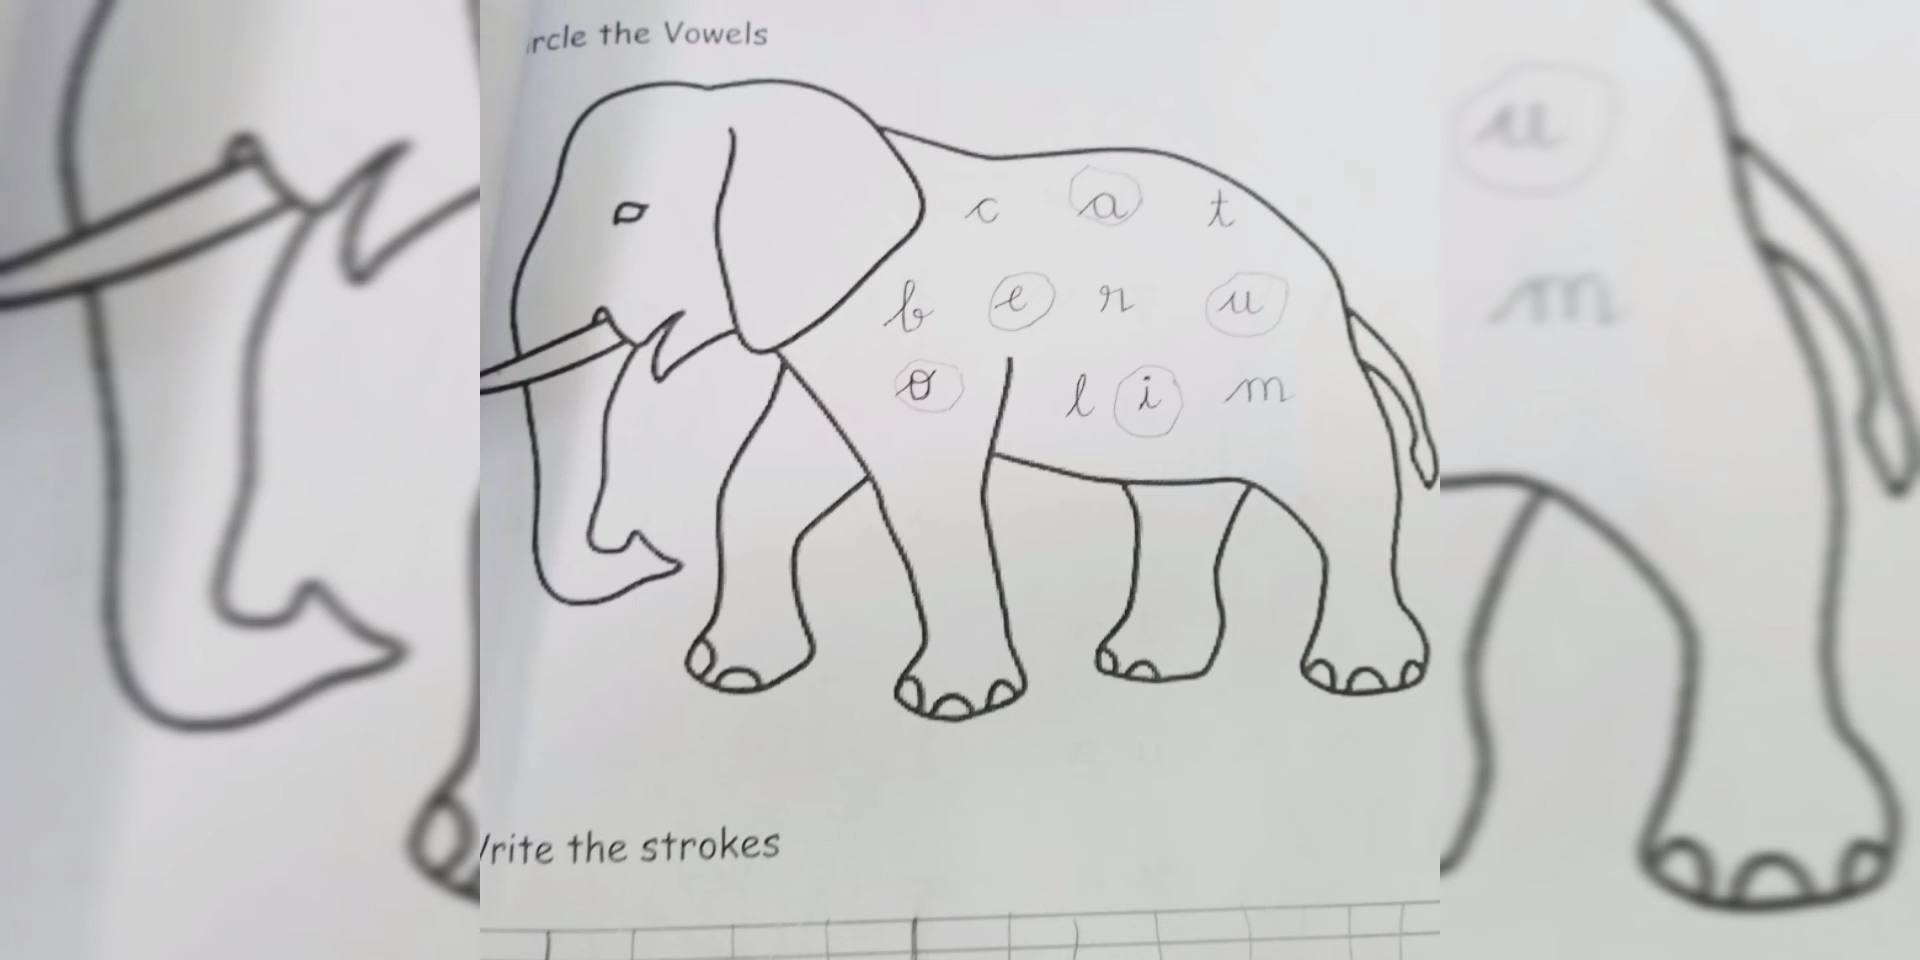 rcle the Vowels
c a t
b e r u
o l i m
rite the strokes